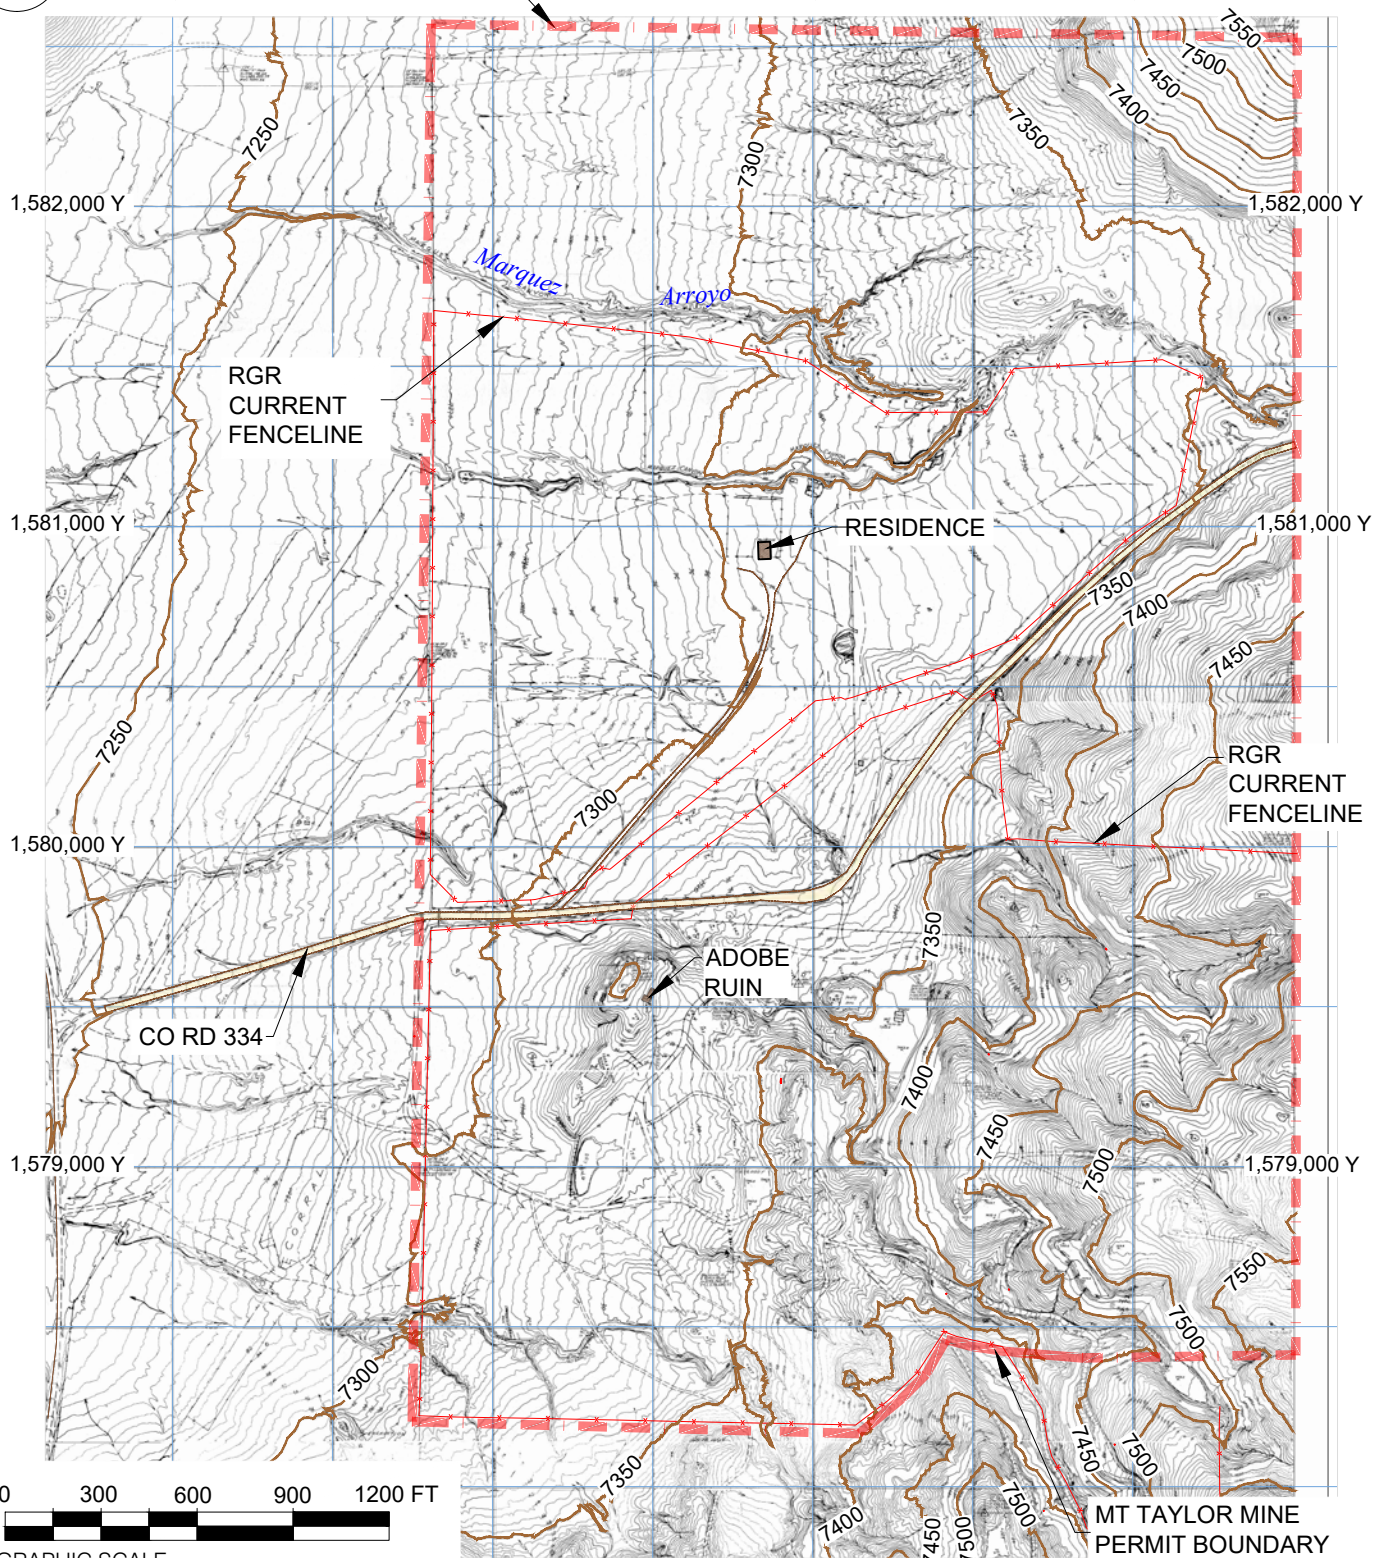 7550
7500
7450
7400
7350
7250
7300
1,582,000 Y
1,582,000 Y
Marquez
Arroyo
RGR
CURRENT
FENCELINE
1,581,000 Y
1,581,000 Y
RESIDENCE
7350
7400
7450
7250
RGR
CURRENT
FENCELINE
7300
1,580,000 Y
7350
ADOBE
RUIN
CO RD 334
7400
7450
7500
1,579,000 Y
1,579,000 Y
CORRAL
7550
7500
7300
7350
7400
7450
7500
7500
7450
7500
MT TAYLOR MINE
PERMIT BOUNDARY
0 300 600 900 1200 FT
GRAPHIC SCALE